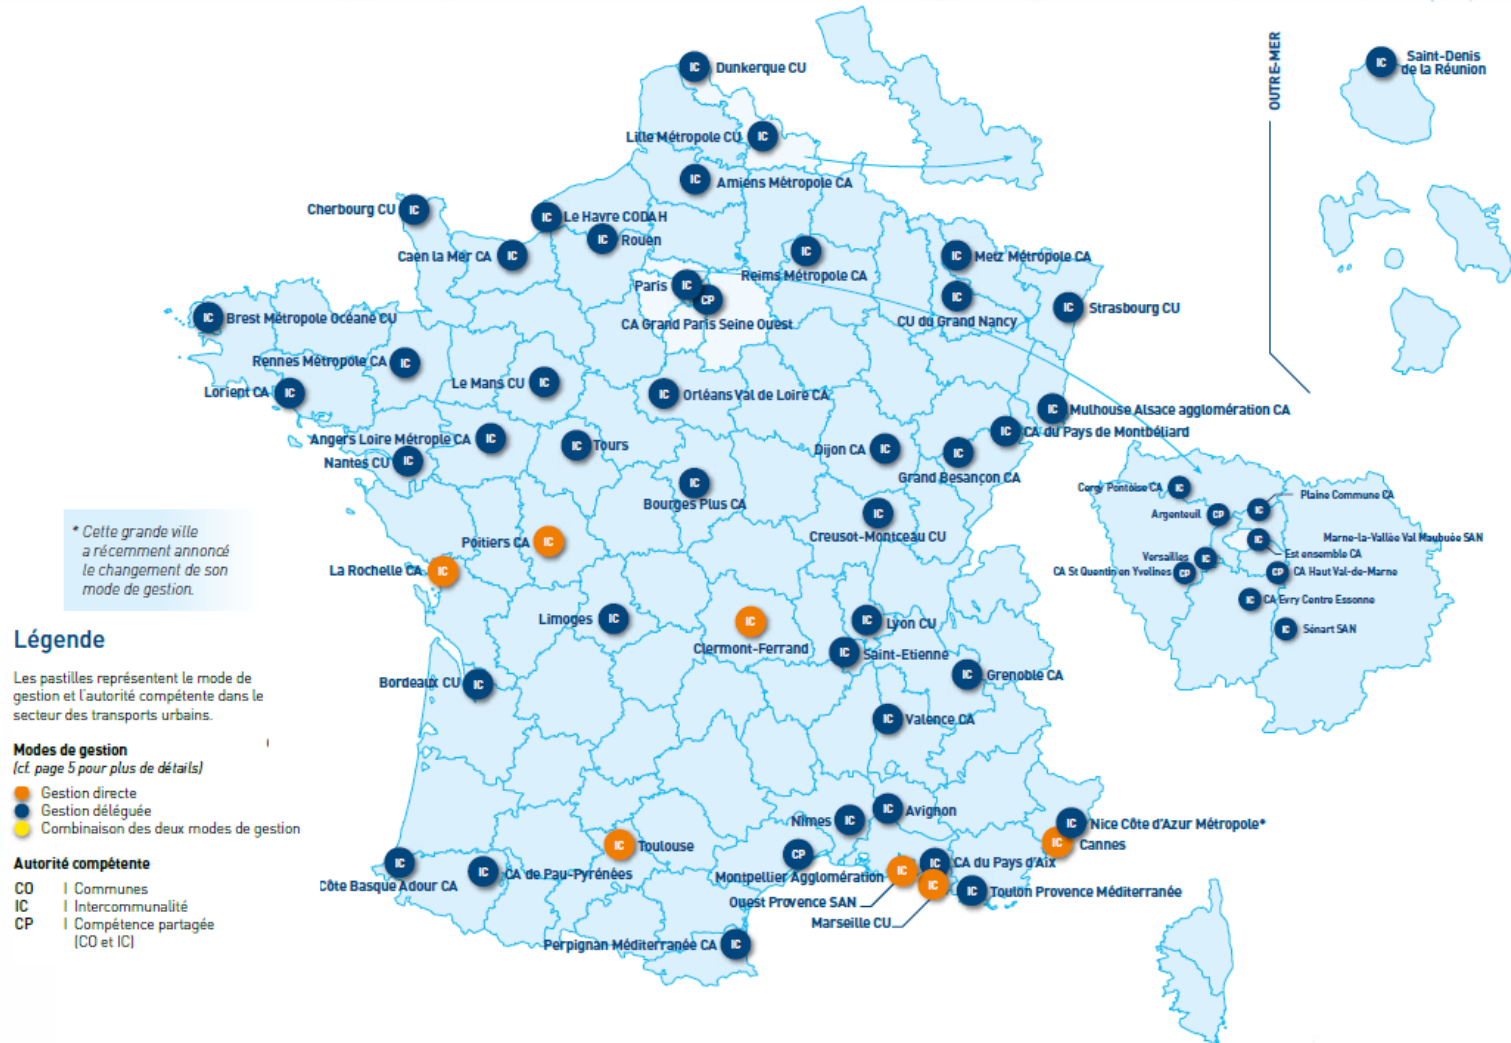 Dunkerque CU
IC
Lille Métropole CU
IC
Amiens Métropole CA
IC
Cherbourg CU
IC
Le Havre CODAH
IC
Rouen
IC
Caen la Mer CA
IC
Reims Métropole CA
IC
Metz Métropole CA
IC
Paris
IC
CP
CA Grand Paris Seine Ouest
CU du Grand Nancy
IC
Strasbourg CU
IC
Brest Métropole Océane CU
IC
Rennes Métropole CA
IC
Lorient CA
IC
Le Mans CU
IC
Orléans Val de Loire CA
IC
Mulhouse Alsace agglomération CA
IC
CA du Pays de Montbéliard
IC
Angers Loire Métrople CA
IC
Nantes CU
IC
Tours
IC
Dijon CA
IC
Grand Besançon CA
IC
Bourges Plus CA
IC
Creusot-Montceau CU
IC
Poitiers CA
IC
La Rochelle CA
IC
Limoges
IC
Clermont-Ferrand
IC
Lyon CU
IC
Saint-Etienne
IC
Grenoble CA
IC
Bordeaux CU
IC
Valence CA
IC
Avignon
IC
Nîmes
IC
Nice Côte d'Azur Métropole*
IC
Cannes
IC
Toulouse
IC
Côte Basque Adour CA
IC
CA de Pau-Pyrénées
IC
Montpellier Agglomération
CP
CA du Pays d'Aix
IC
Ouest Provence SAN
IC
Marseille CU
IC
Toulon Provence Méditerranée
IC
Perpignan Méditerranée CA
IC
OUTRE-MER
Saint-Denis
de la Réunion
IC
Cergy Pontoise CA
IC
Plaine Commune CA
IC
Argenteuil
CP
Marne-la-Vallée Val Maubuée SAN
IC
Est ensemble CA
Versailles
IC
CA St Quentin en Yvelines
CP
CA Haut Val-de-Marne
CP
CA Evry Centre Essonne
IC
Sénart SAN
IC
* Cette grande ville
a récemment annoncé
le changement de son
mode de gestion.
Légende
Les pastilles représentent le mode de
gestion et l'autorité compétente dans le
secteur des transports urbains.
Modes de gestion
(cf. page 5 pour plus de détails)
Gestion directe
Gestion déléguée
Combinaison des deux modes de gestion
Autorité compétente
CO | Communes
IC | Intercommunalité
CP | Compétence partagée
(CO et IC)